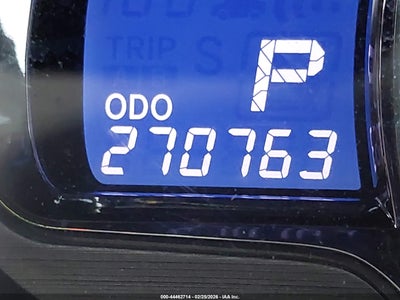 TRIP S
P
ODO
270763
000-44462714 - 02/25/2026 - IAA Inc.